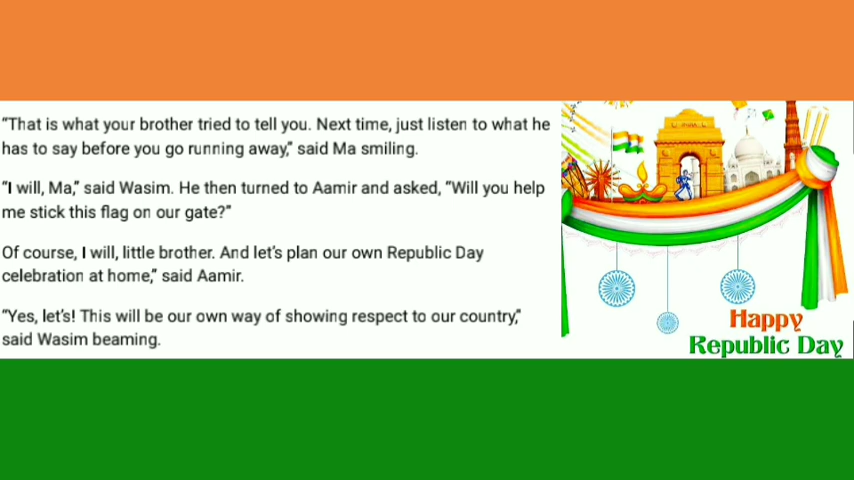 “That is what your brother tried to tell you. Next time, just listen to what he
has to say before you go running away,” said Ma smiling.
“I will, Ma,” said Wasim. He then turned to Aamir and asked, “Will you help
me stick this flag on our gate?”
Of course, I will, little brother. And let’s plan our own Republic Day
celebration at home,” said Aamir.
“Yes, let’s! This will be our own way of showing respect to our country,”
said Wasim beaming.
Happy
Republic Day